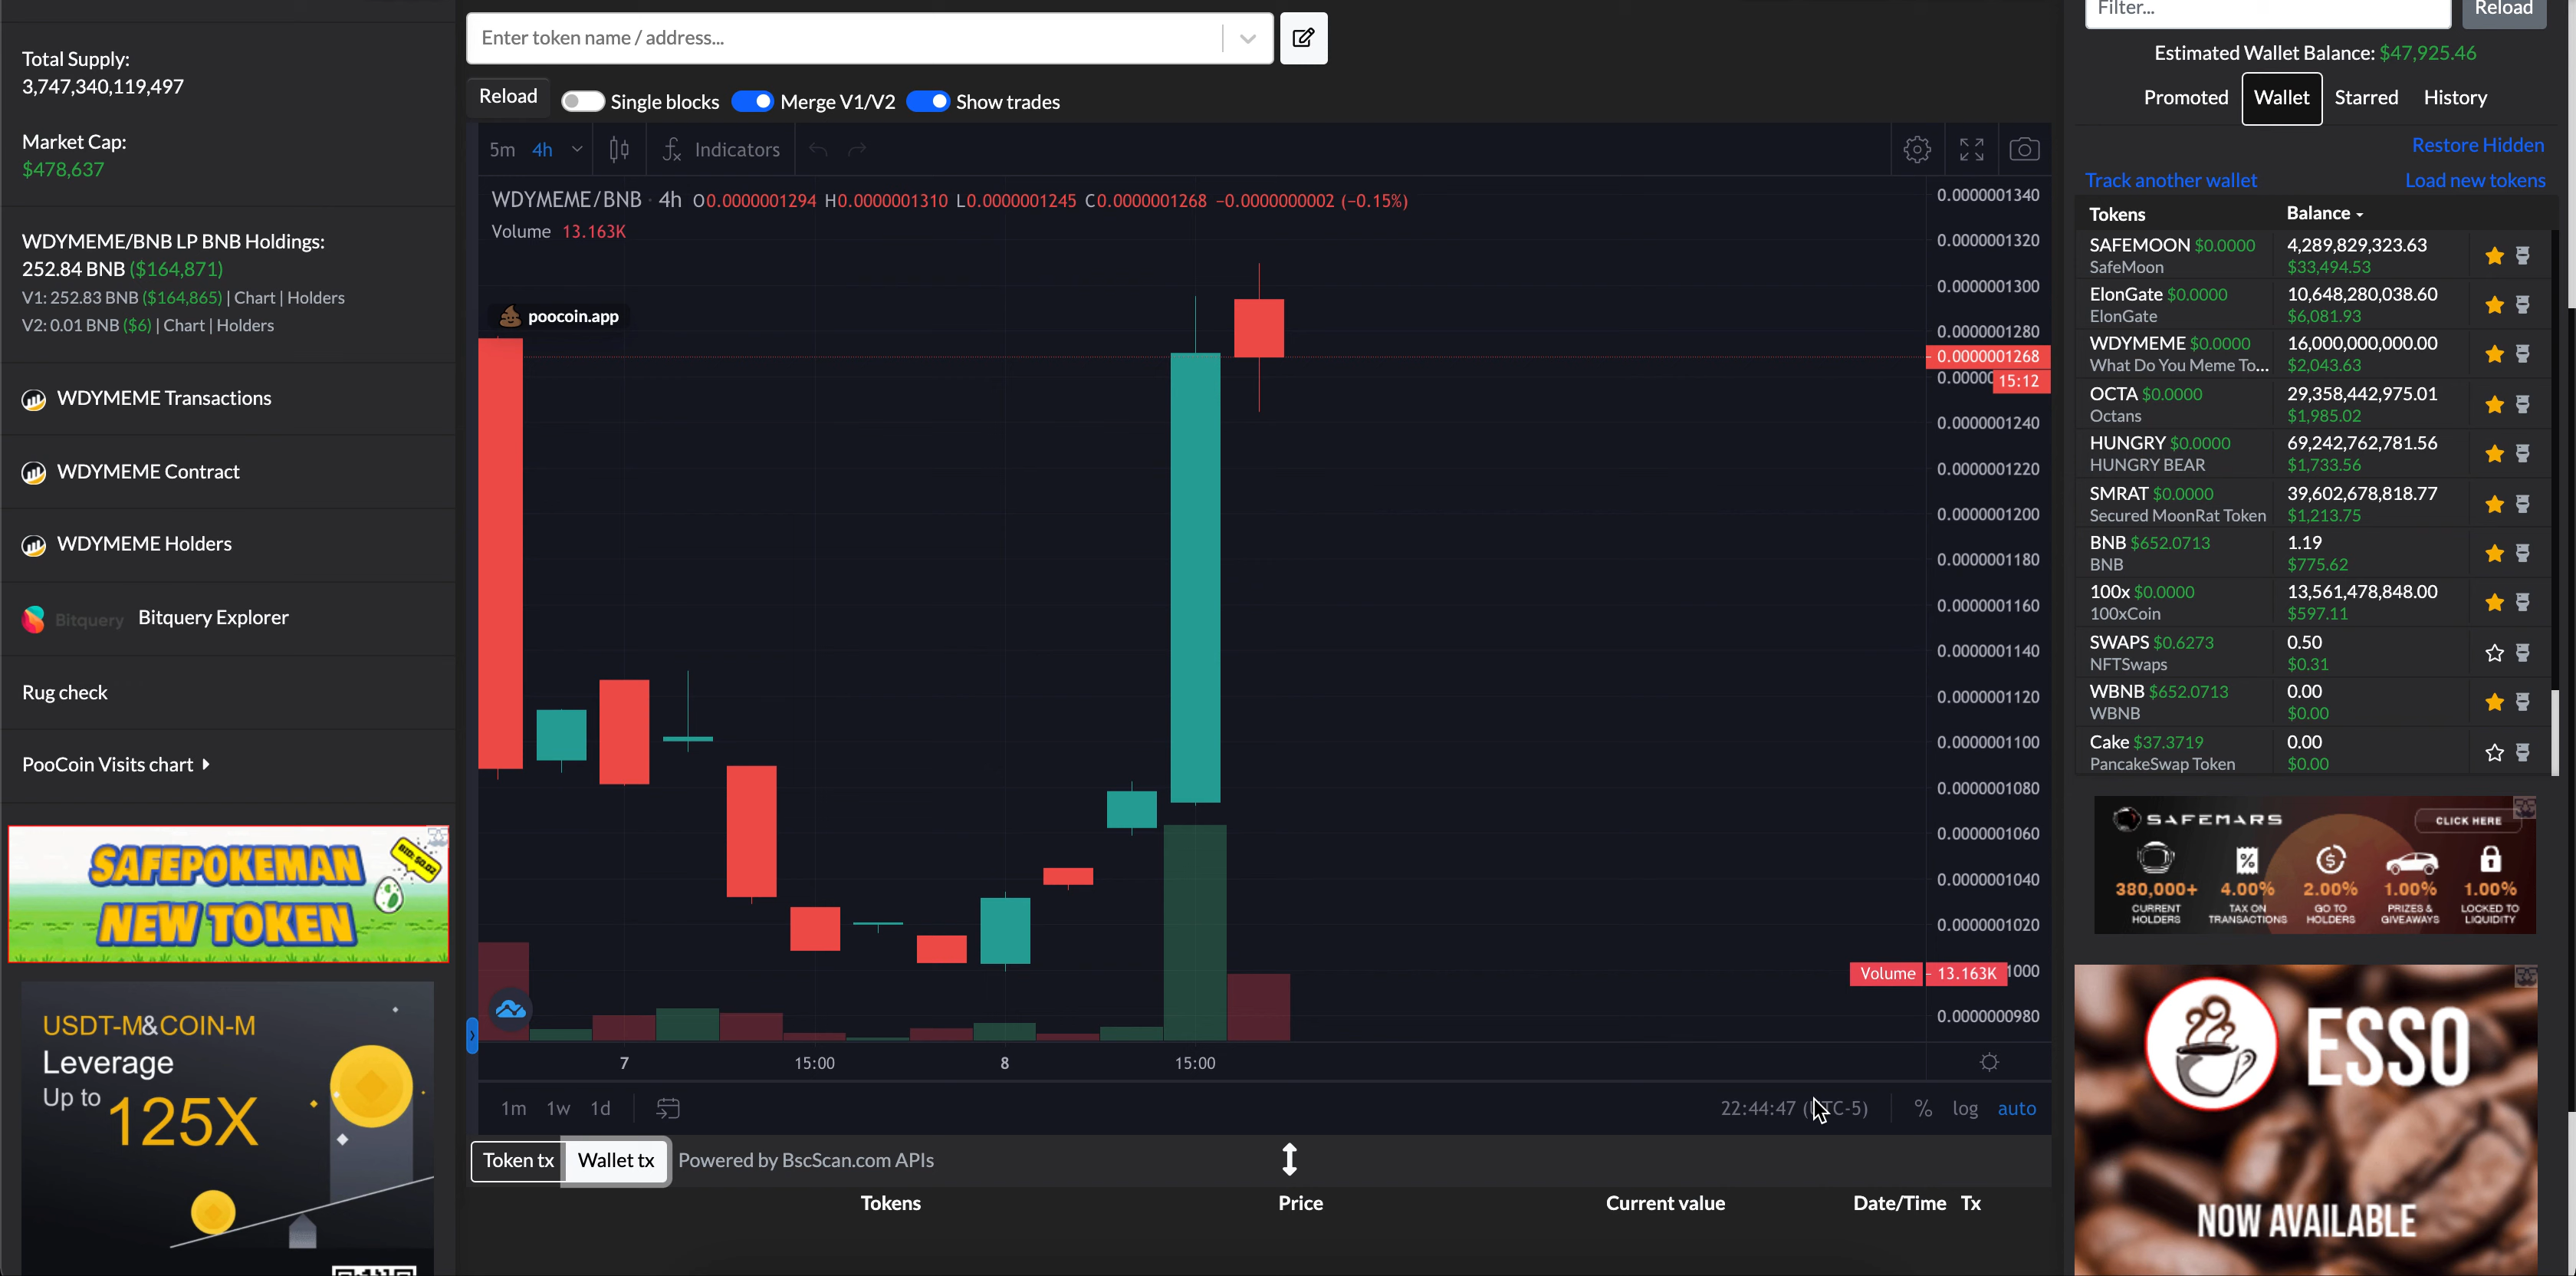 Total Supply:
3,747,340,119,497
Market Cap:
$478,637
WDYMEME/BNB LP BNB Holdings:
252.84 BNB ($164,871)
V1: 252.83 BNB ($164,865) | Chart | Holders
V2: 0.01 BNB ($6) | Chart | Holders
WDYMEME Transactions
WDYMEME Contract
WDYMEME Holders
Bitquery Bitquery Explorer
Rug check
PooCoin Visits chart
SAFEPOKEMAN
NEW TOKEN
BID: $0.02
USDT-M&COIN-M
Leverage
Up to 125X
Enter token name / address...
Reload Single blocks Merge V1/V2 Show trades
5m 4h Indicators
WDYMEME/BNB · 4h O0.0000001294 H0.0000001310 L0.0000001245 C0.0000001268 −0.0000000002 (−0.15%)
Volume 13.163K
poocoin.app
0.0000001340
0.0000001320
0.0000001300
0.0000001280
0.0000001268
0.00000 15:12
0.0000001240
0.0000001220
0.0000001200
0.0000001180
0.0000001160
0.0000001140
0.0000001120
0.0000001100
0.0000001080
0.0000001060
0.0000001040
0.0000001020
Volume 13.163K 1000
0.0000000980
7 15:00 8 15:00
1m 1w 1d 22:44:47 (UTC-5) % log auto
Token tx Wallet tx Powered by BscScan.com APIs
Tokens Price Current value Date/Time Tx
Filter... Reload
Estimated Wallet Balance: $47,925.46
Promoted Wallet Starred History
Restore Hidden
Track another wallet Load new tokens
Tokens Balance
SAFEMOON $0.0000 4,289,829,323.63
SafeMoon $33,494.53
ElonGate $0.0000 10,648,280,038.60
ElonGate $6,081.93
WDYMEME $0.0000 16,000,000,000.00
What Do You Meme To... $2,043.63
OCTA $0.0000 29,358,442,975.01
Octans $1,985.02
HUNGRY $0.0000 69,242,762,781.56
HUNGRY BEAR $1,733.56
SMRAT $0.0000 39,602,678,818.77
Secured MoonRat Token $1,213.75
BNB $652.0713 1.19
BNB $775.62
100x $0.0000 13,561,478,848.00
100xCoin $597.11
SWAPS $0.6273 0.50
NFTSwaps $0.31
WBNB $652.0713 0.00
WBNB $0.00
Cake $37.3719 0.00
PancakeSwap Token $0.00
SAFEMARS CLICK HERE
380,000+ 4.00% 2.00% 1.00% 1.00%
CURRENT TAX ON GO TO PRIZES & LOCKED TO
HOLDERS TRANSACTIONS HOLDERS GIVEAWAYS LIQUIDITY
ESSO
NOW AVAILABLE